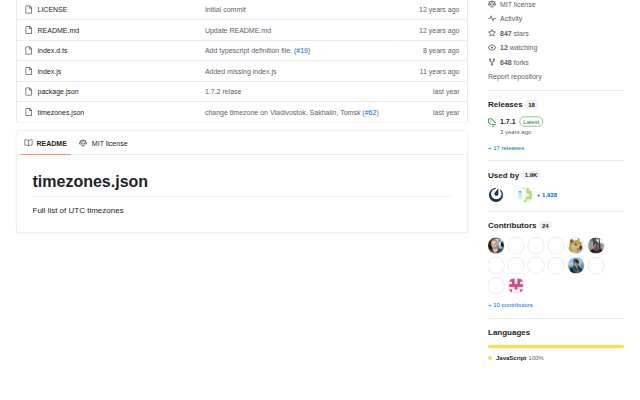 LICENSE Initial commit 12 years ago
README.md Update README.md 12 years ago
index.d.ts Add typescript definition file. (#19) 8 years ago
index.js Added missing index.js 11 years ago
package.json 1.7.2 relase last year
timezones.json change timezone on Vladivostok, Sakhalin, Tomsk (#62) last year
README MIT license
timezones.json
Full list of UTC timezones
MIT license
Activity
847 stars
12 watching
648 forks
Report repository
Releases 18
1.7.1 Latest
3 years ago
+ 17 releases
Used by 1.9K
+ 1,938
Contributors 24
+ 10 contributors
Languages
JavaScript 100%